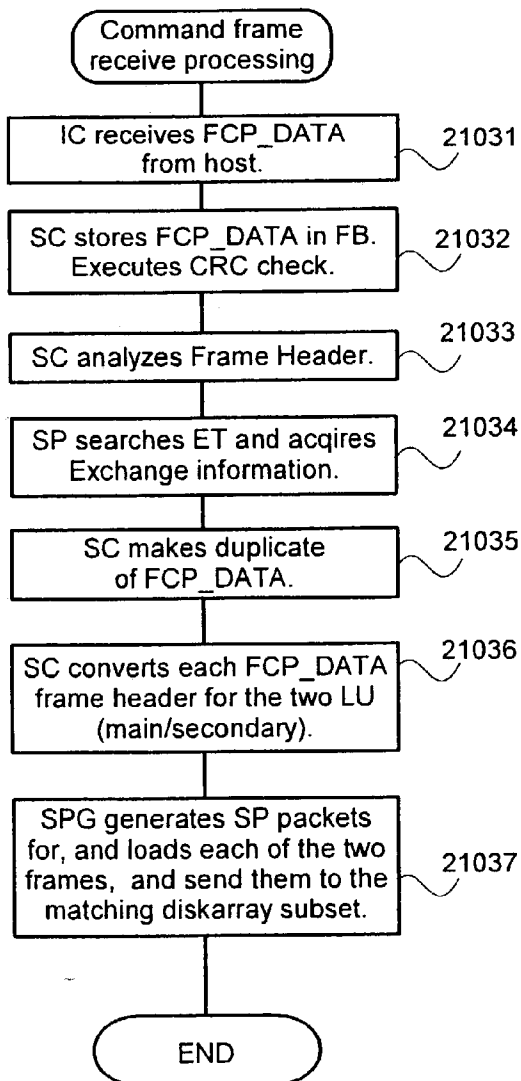 Command frame
receive processing
IC receives FCP_DATA
from host.
21031
SC stores FCP_DATA in FB.
Executes CRC check.
21032
SC analyzes Frame Header.
21033
SP searches ET and acqires
Exchange information.
21034
SC makes duplicate
of FCP_DATA.
21035
SC converts each FCP_DATA
frame header for the two LU
(main/secondary).
21036
SPG generates SP packets
for, and loads each of the two
frames, and send them to the
matching diskarray subset.
21037
END